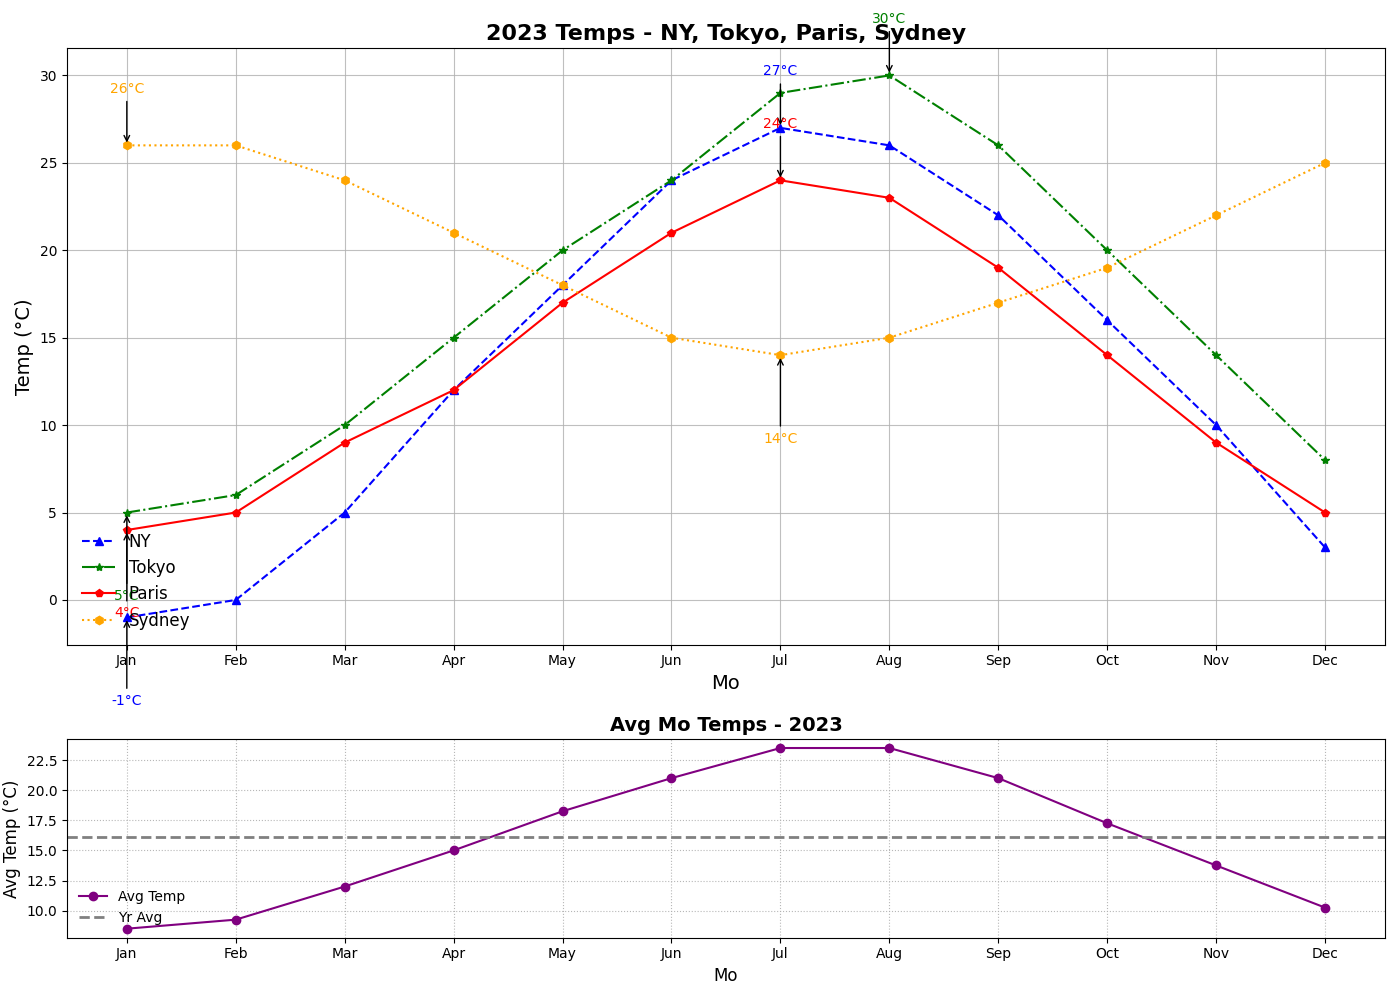 30°C
2023 Temps - NY, Tokyo, Paris, Sydney
27°C
26°C
24°C
14°C
30
25
20
15
10
5
0
Temp (°C)
NY
Tokyo
Paris
Sydney
5°C
4°C
-1°C
Jan Feb Mar Apr May Jun Jul Aug Sep Oct Nov Dec
Mo
Avg Mo Temps - 2023
22.5
20.0
17.5
15.0
12.5
10.0
Avg Temp (°C)
Avg Temp
Yr Avg
Jan Feb Mar Apr May Jun Jul Aug Sep Oct Nov Dec
Mo